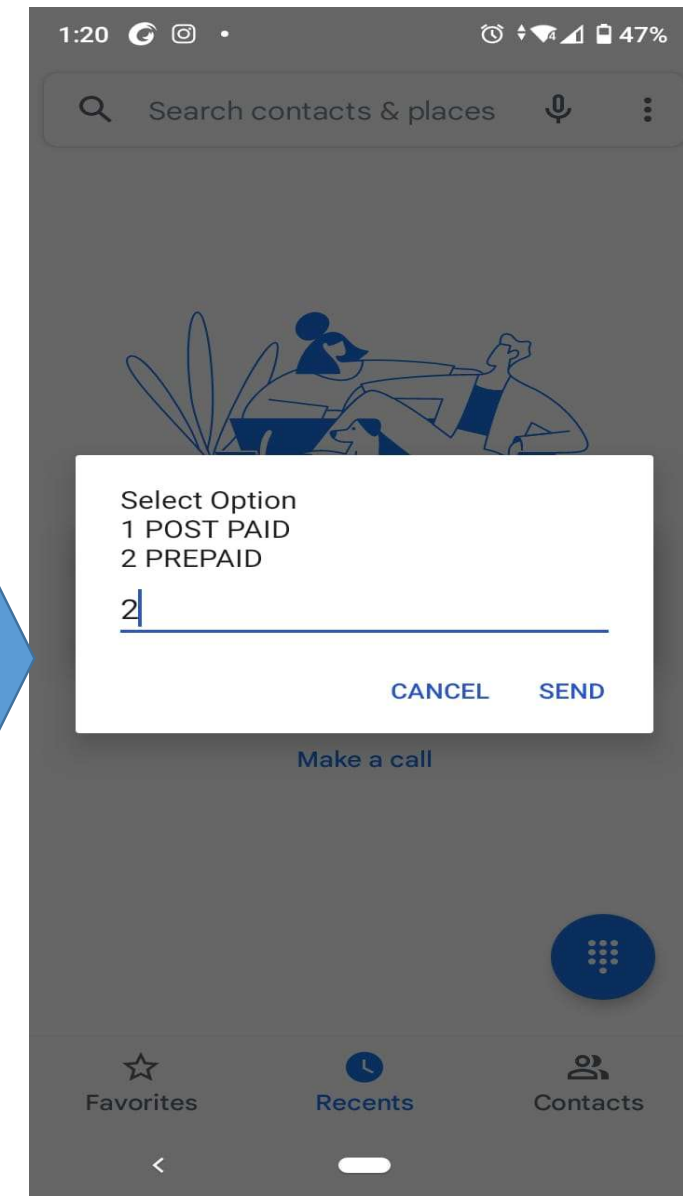 1:20 47%
Search contacts & places
Select Option
1 POST PAID
2 PREPAID
2
CANCEL SEND
Make a call
Favorites Recents Contacts